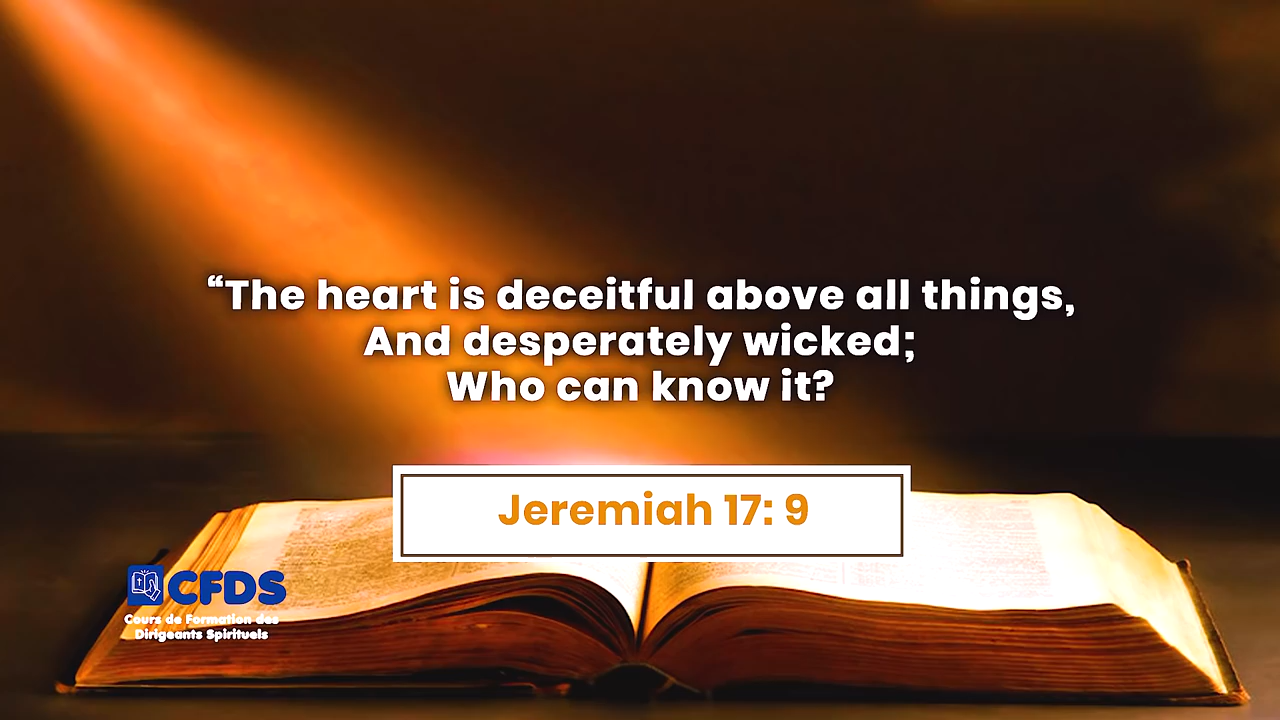 “The heart is deceitful above all things,
And desperately wicked;
Who can know it?
Jeremiah 17: 9
CFDS
Cours de Formation des
Dirigeants Spirituels